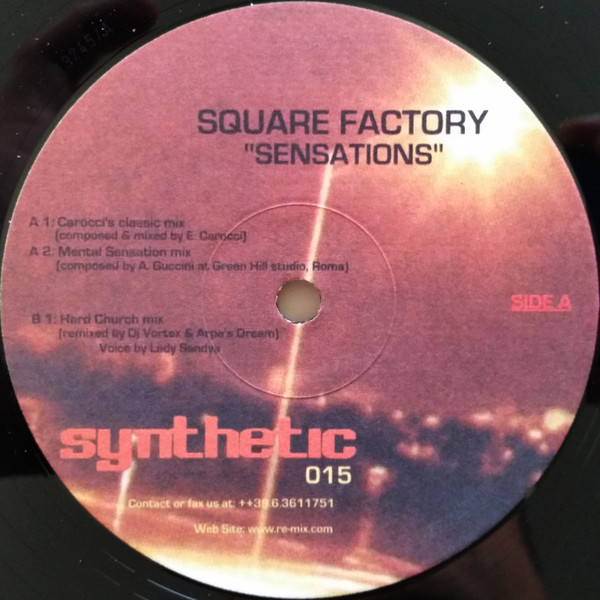 SQUARE FACTORY
"SENSATIONS"
A 1: Carocci's classic mix
(composed & mixed by E. Carocci)
A 2: Mental Sensation mix
(composed by A. Guccini at Green Hill studio, Roma)
SIDE A
B 1: Hard Church mix
(remixed by Dj Vortex & Arpa's Dream)
Voice by Lady Sandya
synthetic
015
Contact or fax us at: ++39.6.3611751
Web Site: www.re-mix.com